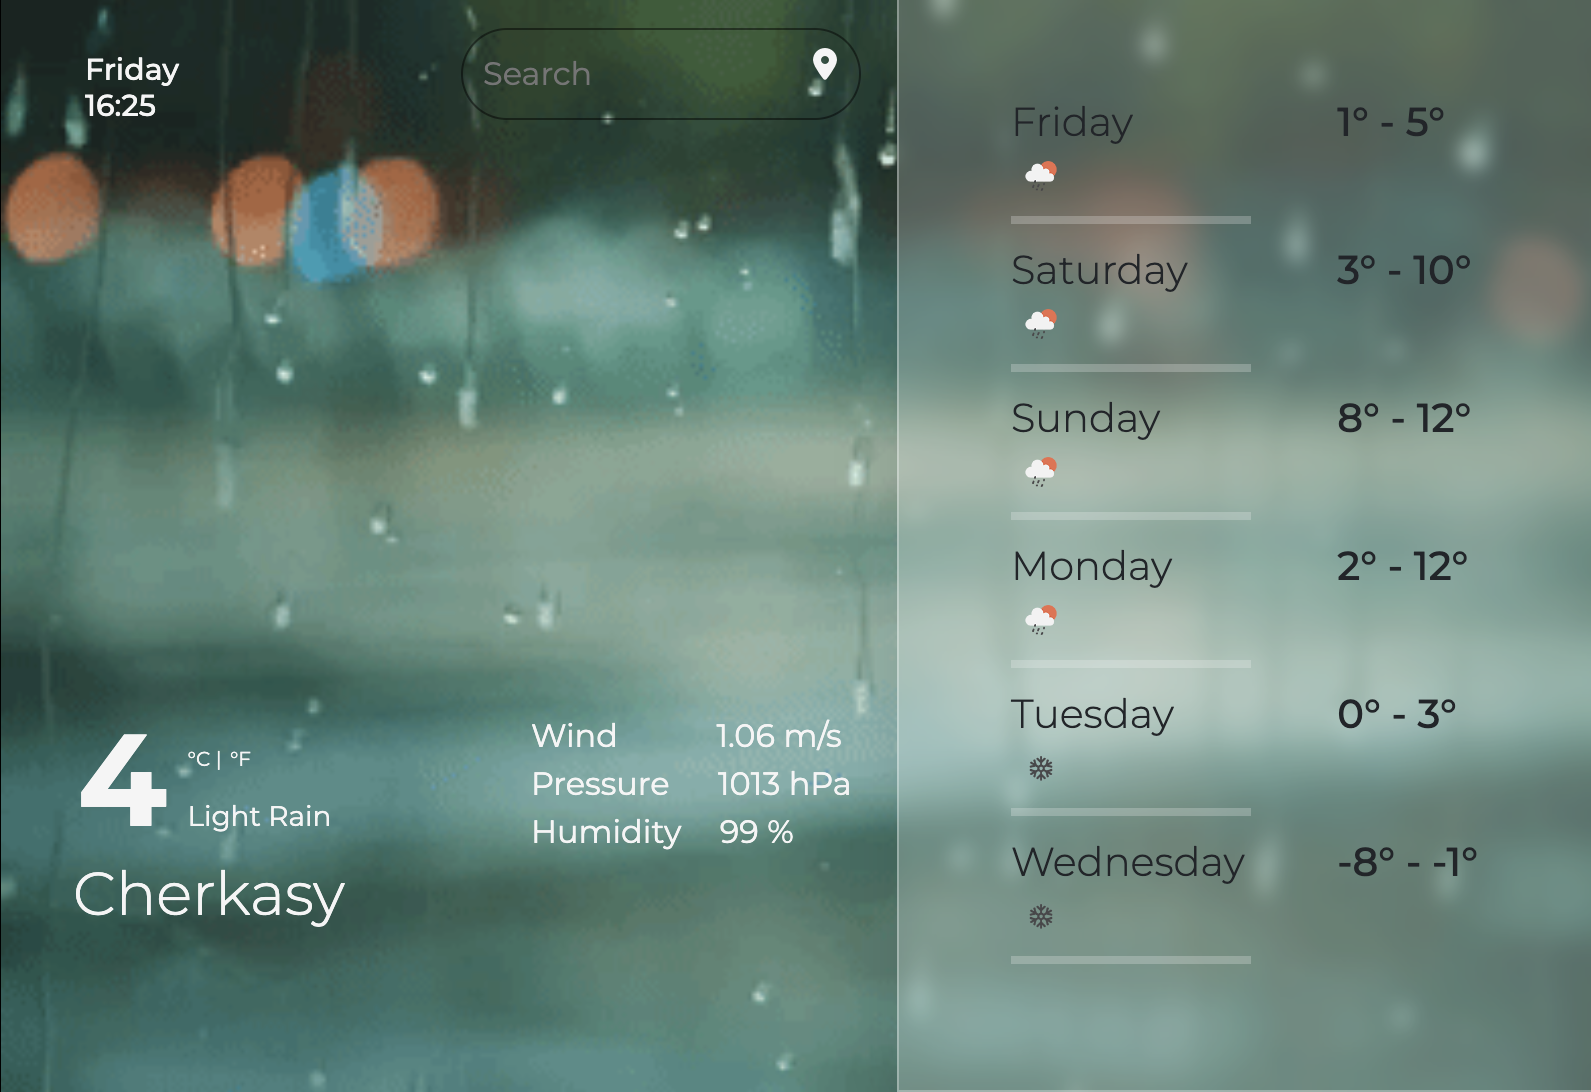 Friday
16:25
Search
4
°C | °F
Light Rain
Cherkasy
Wind 1.06 m/s
Pressure 1013 hPa
Humidity 99 %
Friday 1° - 5°
Saturday 3° - 10°
Sunday 8° - 12°
Monday 2° - 12°
Tuesday 0° - 3°
Wednesday -8° - -1°